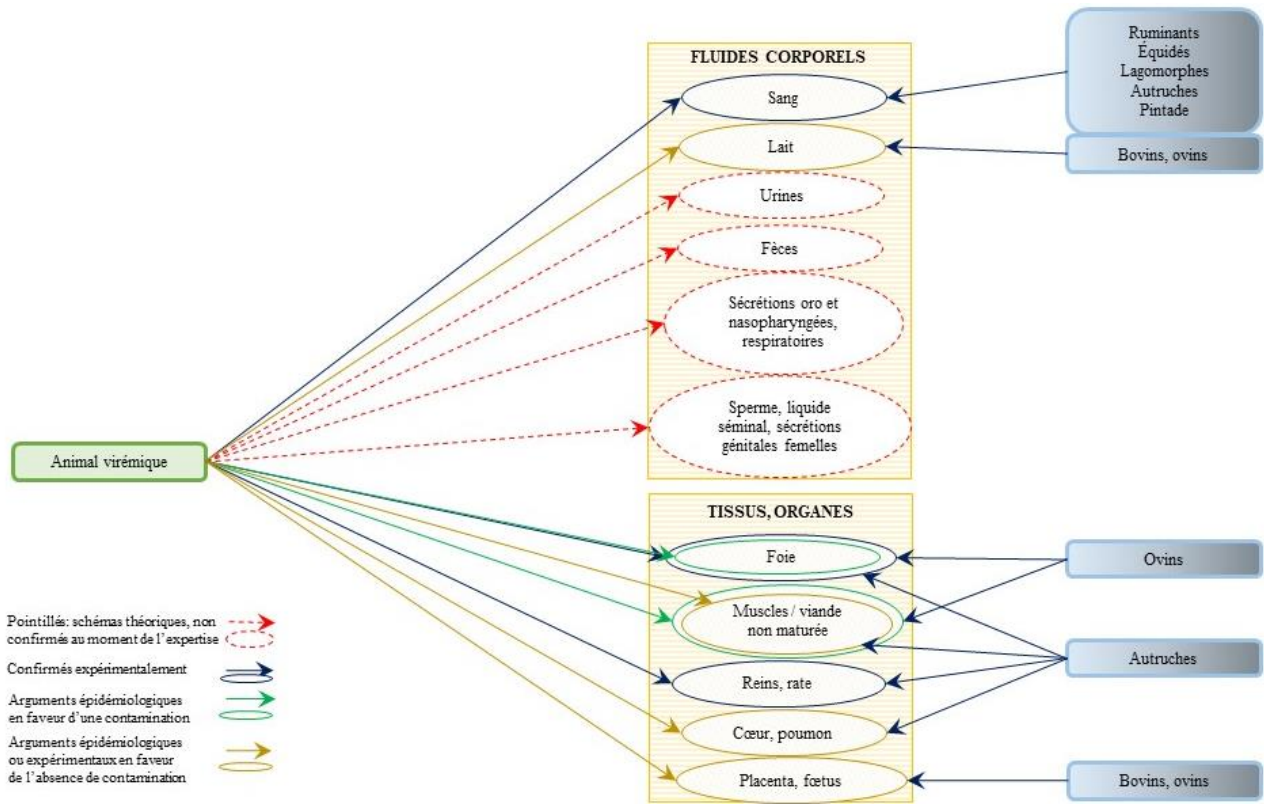 FLUIDES CORPORELS
Sang
Lait
Urines
Fèces
Sécrétions oro et
nasopharyngées,
respiratoires
Sperme, liquide
séminal, sécrétions
génitales femelles
Ruminants
Équidés
Lagomorphes
Autruches
Pintade
Bovins, ovins
Animal virémique
TISSUS, ORGANES
Foie
Muscles / viande
non maturée
Reins, rate
Cœur, poumon
Placenta, fœtus
Ovins
Autruches
Bovins, ovins
Pointillés: schémas théoriques, non
confirmés au moment de l’expertise
Confirmés expérimentalement
Arguments épidémiologiques
en faveur d’une contamination
Arguments épidémiologiques
ou expérimentaux en faveur
de l’absence de contamination